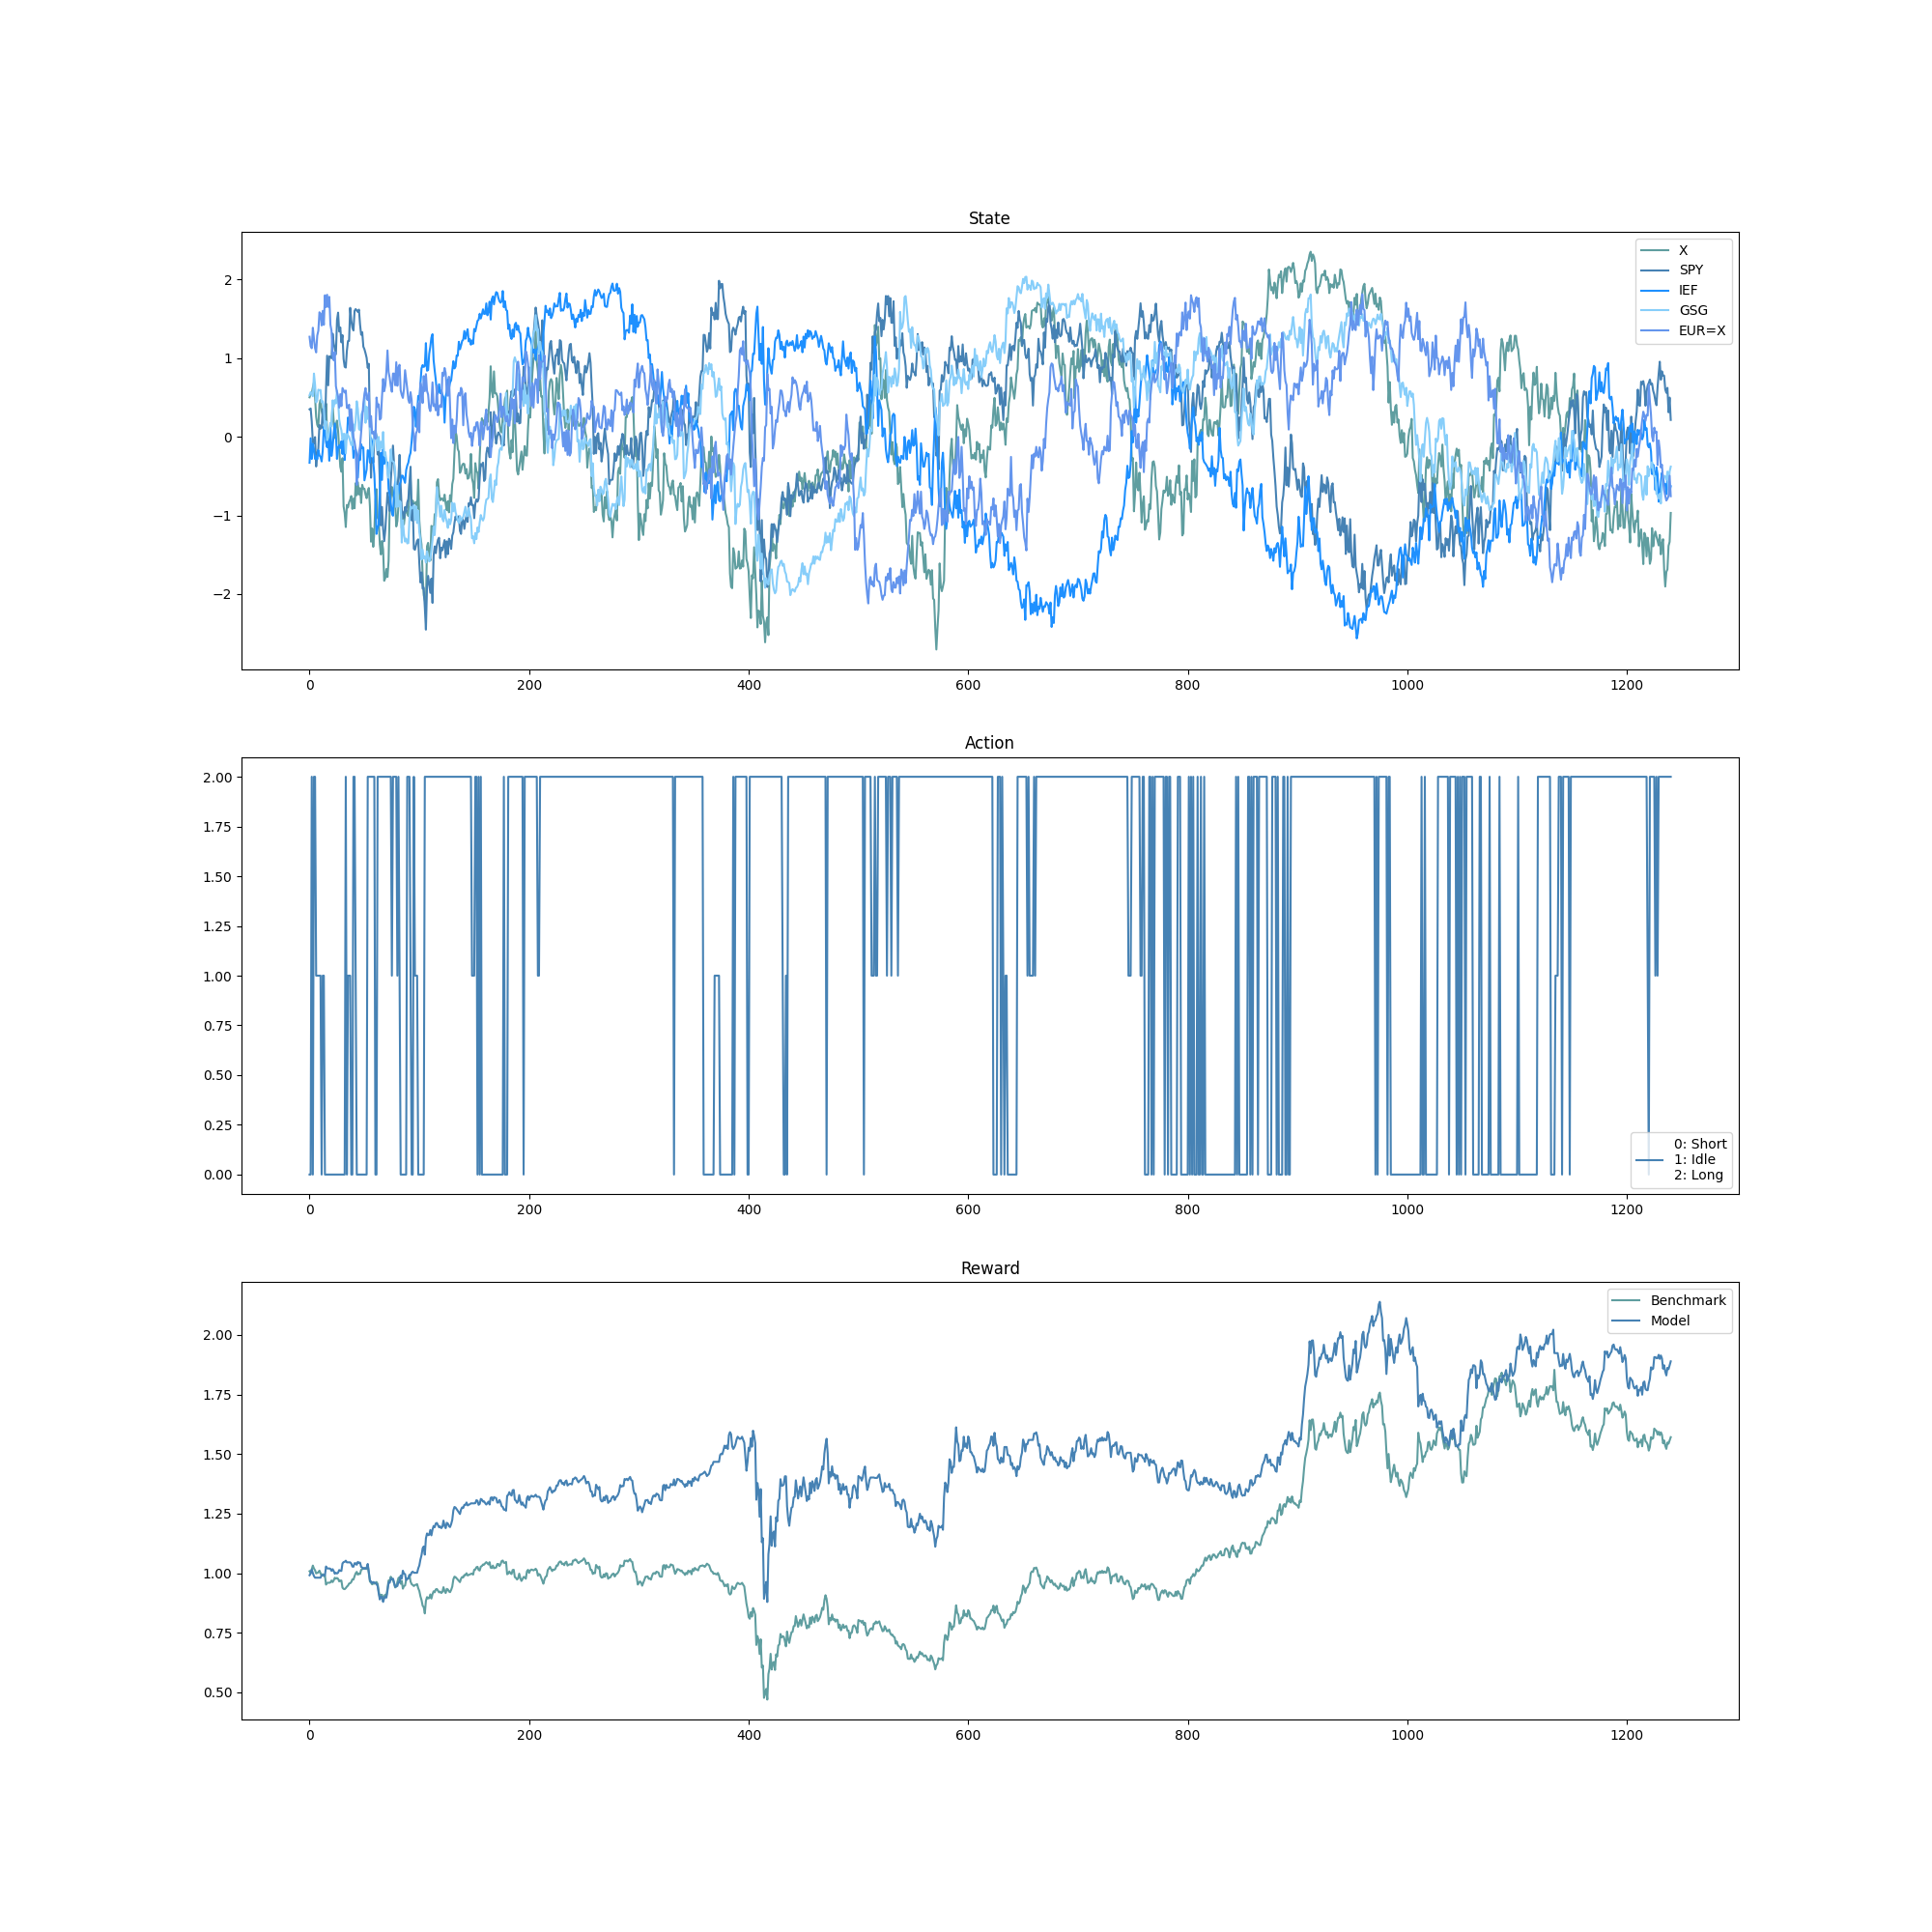 State
2
1
0
−1
−2
0 200 400 600 800 1000 1200
X
SPY
IEF
GSG
EUR=X
Action
2.00
1.75
1.50
1.25
1.00
0.75
0.50
0.25
0.00
0 200 400 600 800 1000 1200
0: Short
1: Idle
2: Long
Reward
2.00
1.75
1.50
1.25
1.00
0.75
0.50
0 200 400 600 800 1000 1200
Benchmark
Model